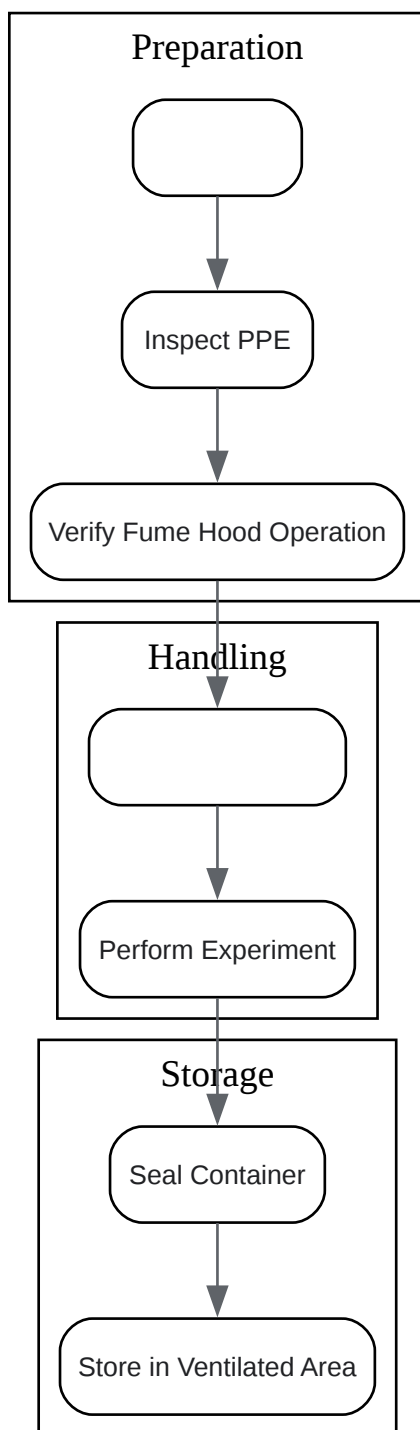 Preparation
Inspect PPE
Verify Fume Hood Operation
Handling
Perform Experiment
Storage
Seal Container
Store in Ventilated Area